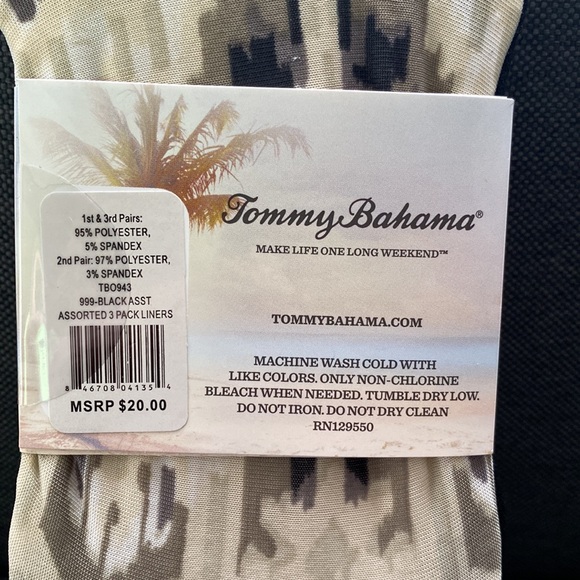 1st & 3rd Pairs:
95% POLYESTER,
5% SPANDEX
2nd Pair: 97% POLYESTER,
3% SPANDEX
TBO943
999-BLACK ASST
ASSORTED 3 PACK LINERS
8 46708 04135 4
MSRP $20.00
Tommy Bahama®
MAKE LIFE ONE LONG WEEKEND™
TOMMYBAHAMA.COM
MACHINE WASH COLD WITH
LIKE COLORS. ONLY NON-CHLORINE
BLEACH WHEN NEEDED. TUMBLE DRY LOW.
DO NOT IRON. DO NOT DRY CLEAN
RN129550